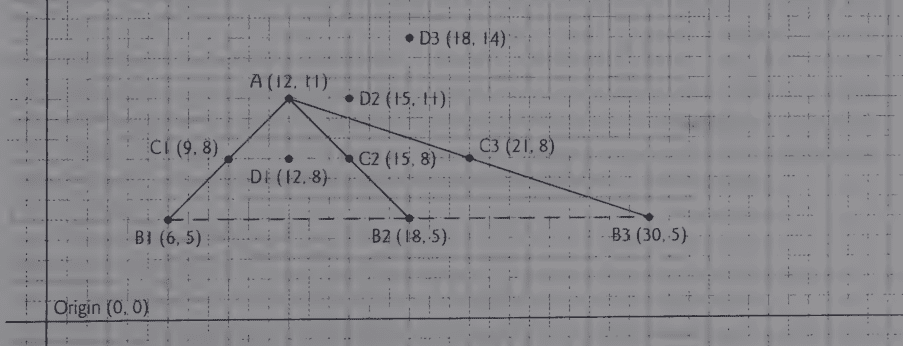 D3 (18, 14)
A (12, 11)
D2 (15, 11)
C1 (9, 8)
D1 (12, 8)
C2 (15, 8)
C3 (21, 8)
B1 (6, 5)
B2 (18, 5)
B3 (30, 5)
Origin (0, 0)